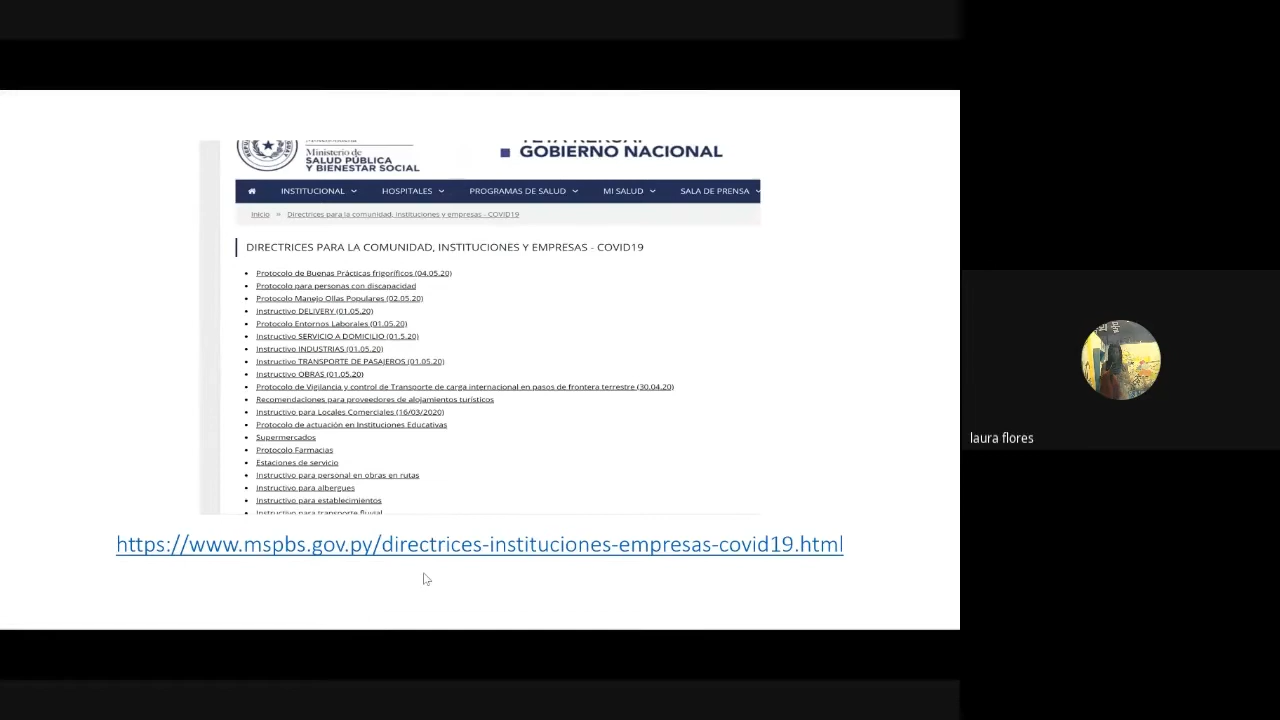 Ministerio de
SALUD PÚBLICA
Y BIENESTAR SOCIAL
GOBIERNO NACIONAL
INSTITUCIONAL HOSPITALES PROGRAMAS DE SALUD MI SALUD SALA DE PRENSA
Inicio » Directrices para la comunidad, instituciones y empresas - COVID19
DIRECTRICES PARA LA COMUNIDAD, INSTITUCIONES Y EMPRESAS - COVID19
Protocolo de Buenas Prácticas frigoríficos (04.05.20)
Protocolo para personas con discapacidad
Protocolo Manejo Ollas Populares (02.05.20)
Instructivo DELIVERY (01.05.20)
Protocolo Entornos Laborales (01.05.20)
Instructivo SERVICIO A DOMICILIO (01.5.20)
Instructivo INDUSTRIAS (01.05.20)
Instructivo TRANSPORTE DE PASAJEROS (01.05.20)
Instructivo OBRAS (01.05.20)
Protocolo de Vigilancia y control de Transporte de carga internacional en pasos de frontera terrestre (30.04.20)
Recomendaciones para proveedores de alojamientos turísticos
Instructivo para Locales Comerciales (16/03/2020)
Protocolo de actuación en Instituciones Educativas
Supermercados
Protocolo Farmacias
Estaciones de servicio
Instructivo para personal en obras en rutas
Instructivo para albergues
Instructivo para establecimientos
Instructivo para transporte fluvial
https://www.mspbs.gov.py/directrices-instituciones-empresas-covid19.html
laura flores